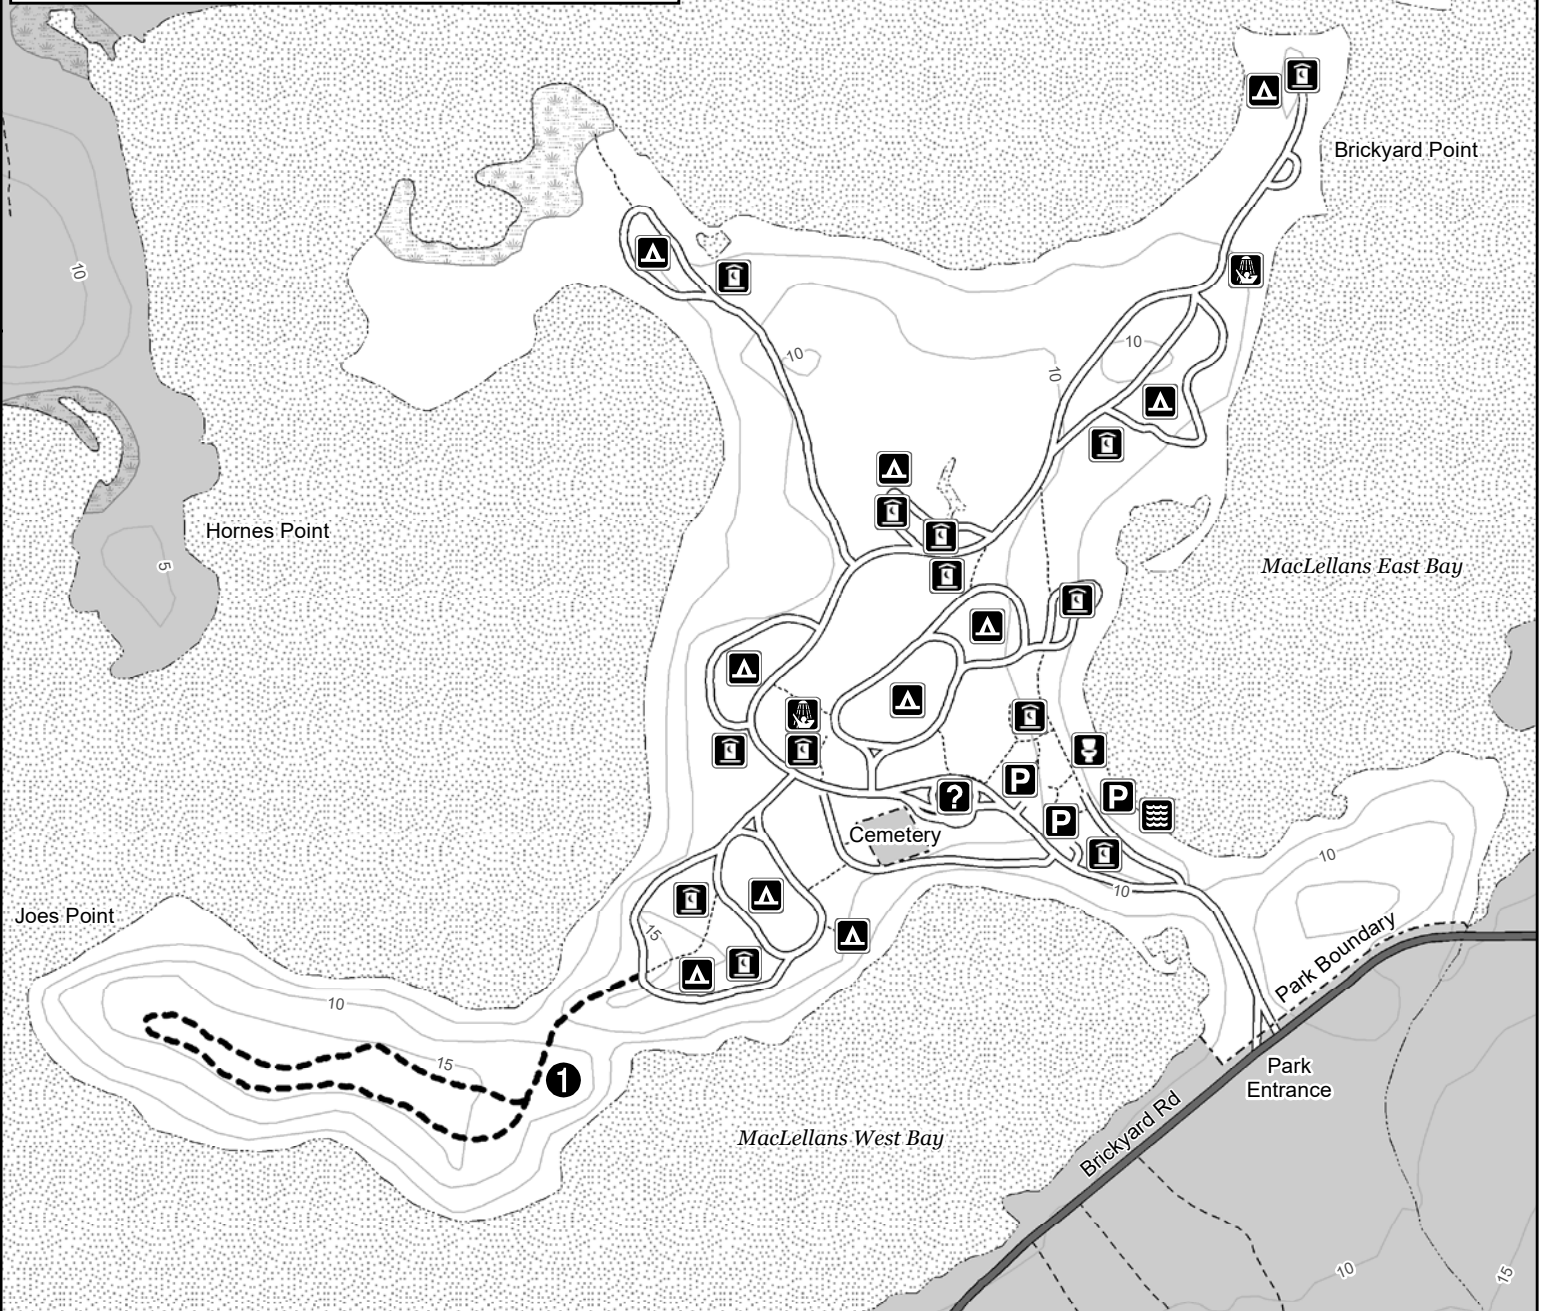 Brickyard Point
10
10
10
10
Hornes Point
5
MacLellans East Bay
P
P
?
P
Cemetery
10
10
Joes Point
15
Park Boundary
10
15
1
Park
Entrance
Brickyard Rd
MacLellans West Bay
10
15